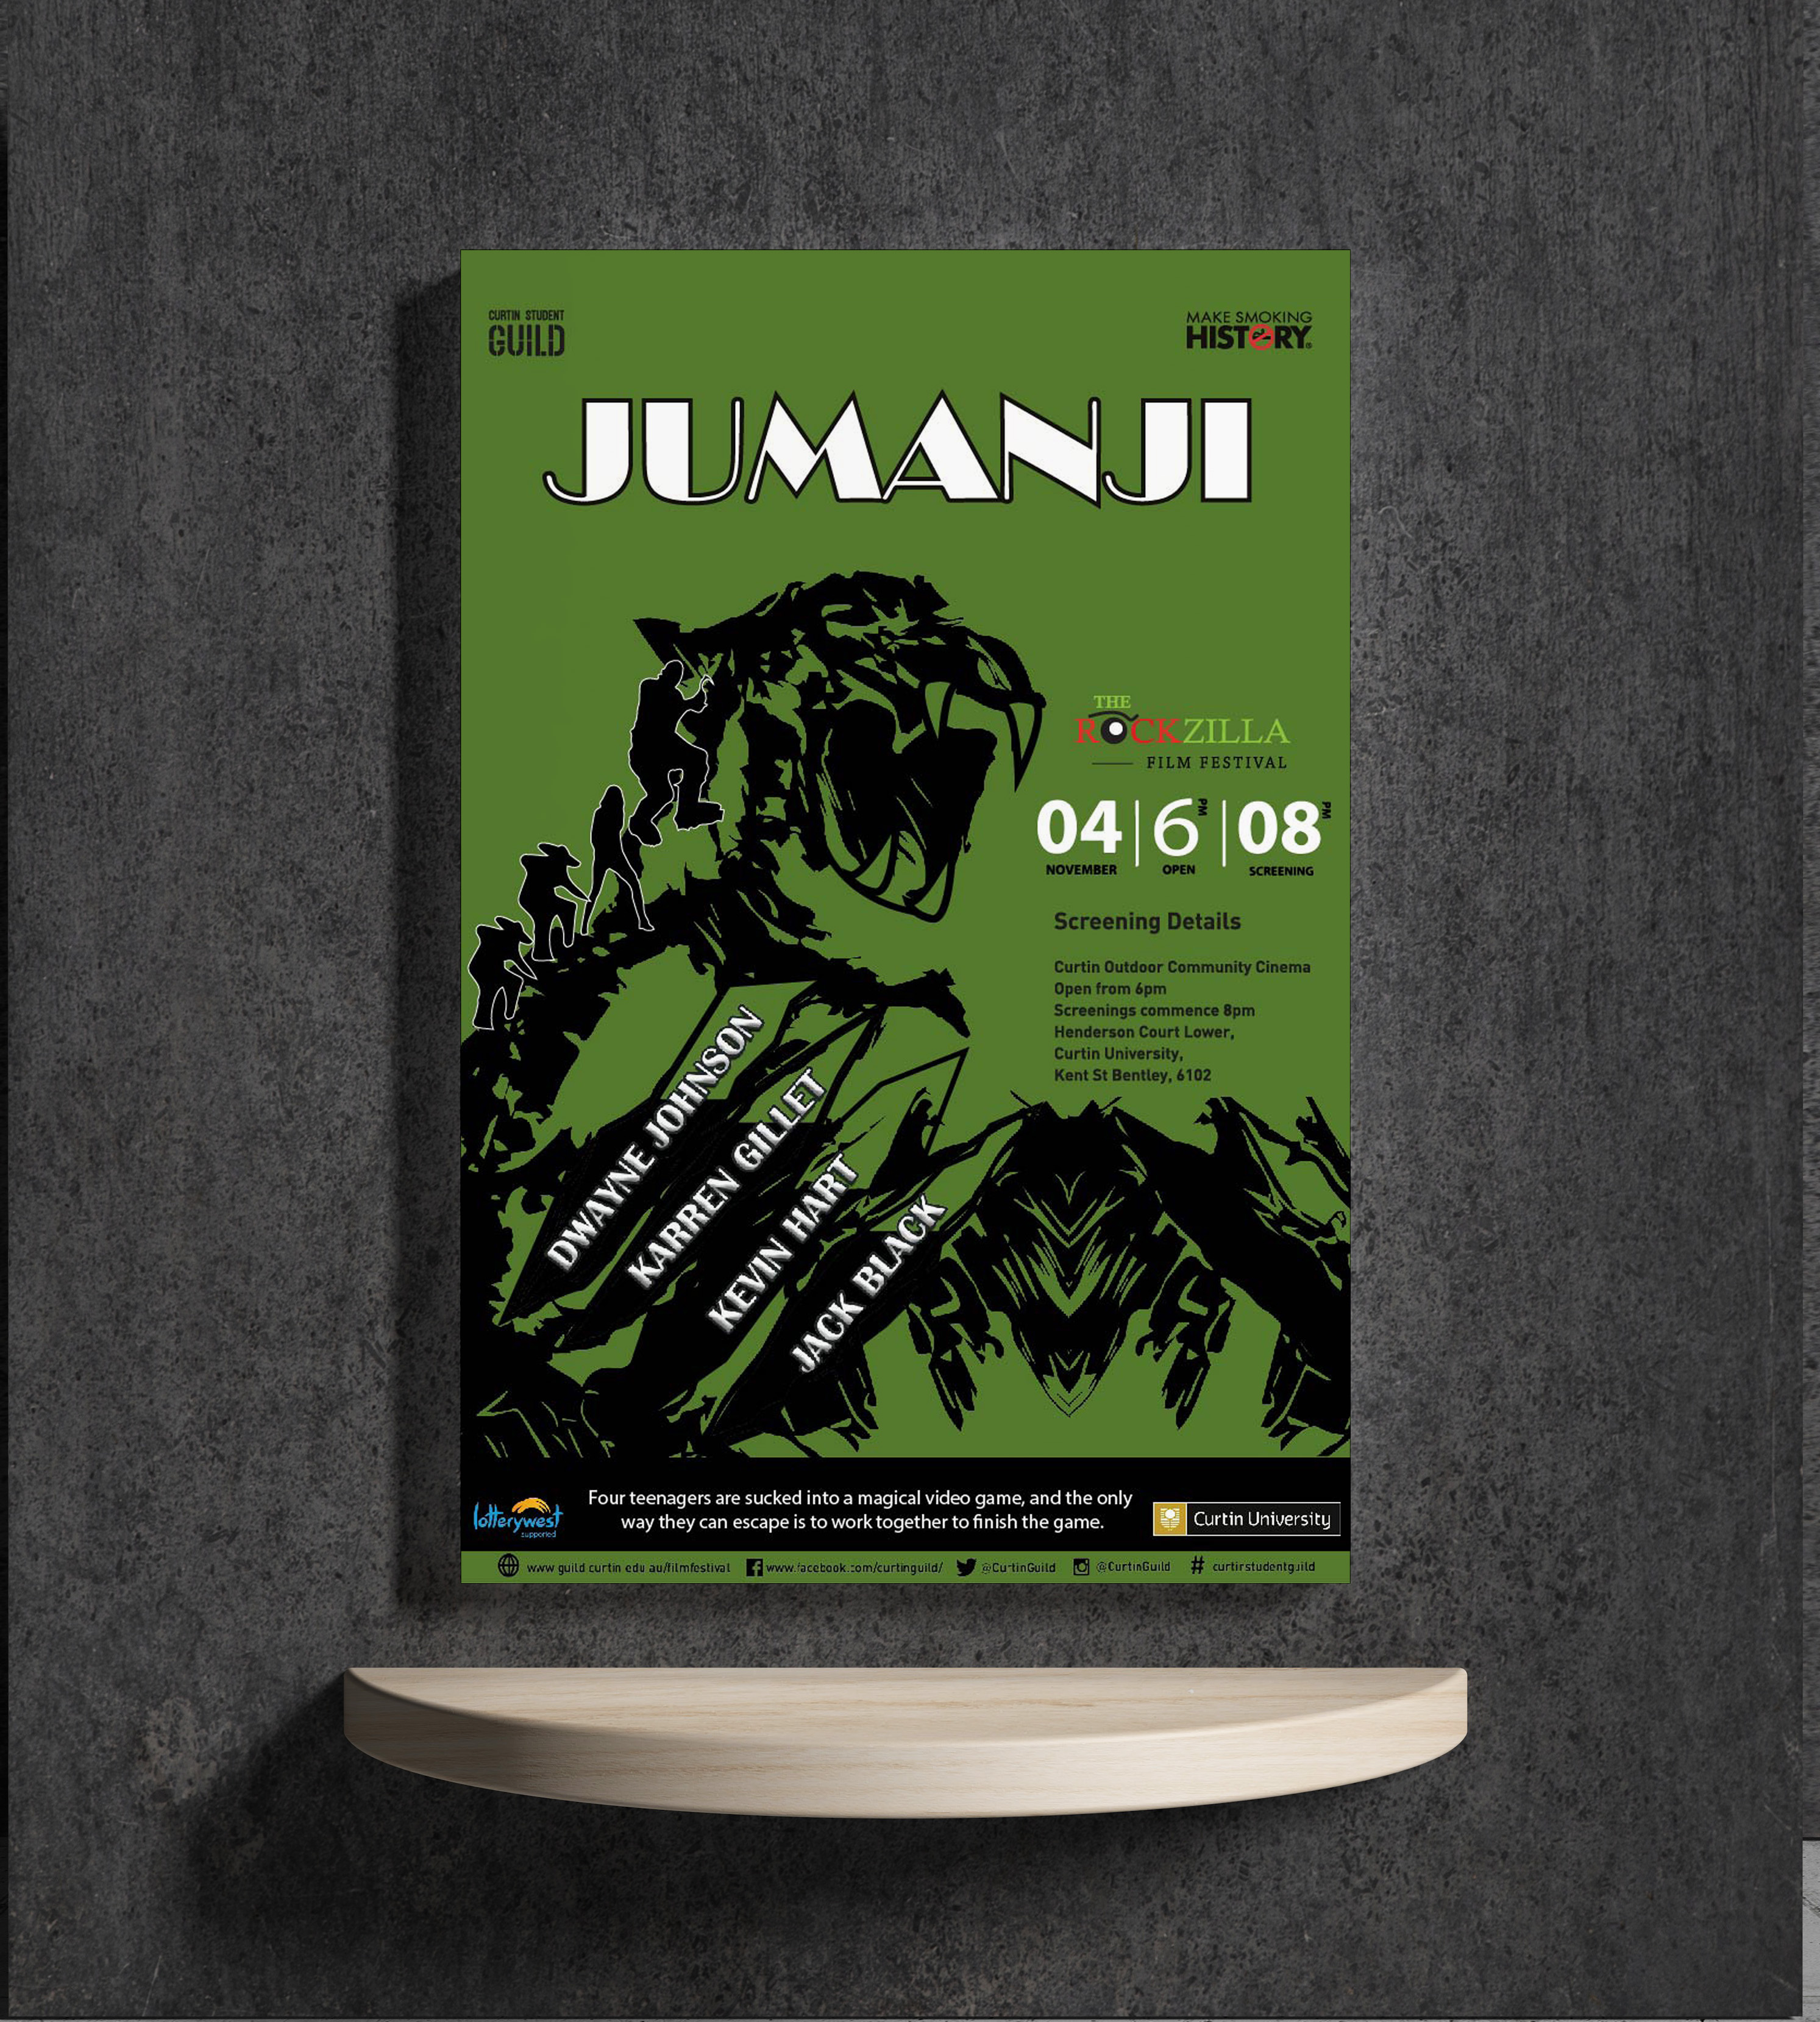 CURTIN STUDENT
GUILD
MAKE SMOKING
HISTORY®
JUMANJI
THE
ROCKZILLA
FILM FESTIVAL
04 | 6 PM | 08 PM
NOVEMBER OPEN SCREENING
Screening Details
Curtin Outdoor Community Cinema
Open from 6pm
Screenings commence 8pm
Henderson Court Lower,
Curtin University,
Kent St Bentley, 6102
DWAYNE JOHNSON
KARREN GILLET
KEVIN HART
JACK BLACK
lotterywest
supported
Four teenagers are sucked into a magical video game, and the only
way they can escape is to work together to finish the game.
Curtin University
www.guild.curtin.edu.au/filmfestival www.facebook.com/curtinguild/ @CurtinGuild @CurtinGuild # curtinstudentguild